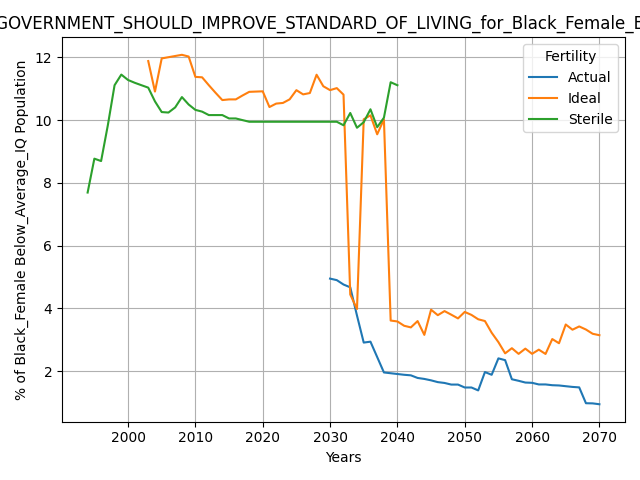 GOVERNMENT_SHOULD_IMPROVE_STANDARD_OF_LIVING_for_Black_Female_
Fertility
Actual
Ideal
Sterile
% of Black_Female Below_Average_IQ Population
12
10
8
6
4
2
2000 2010 2020 2030 2040 2050 2060 2070
Years